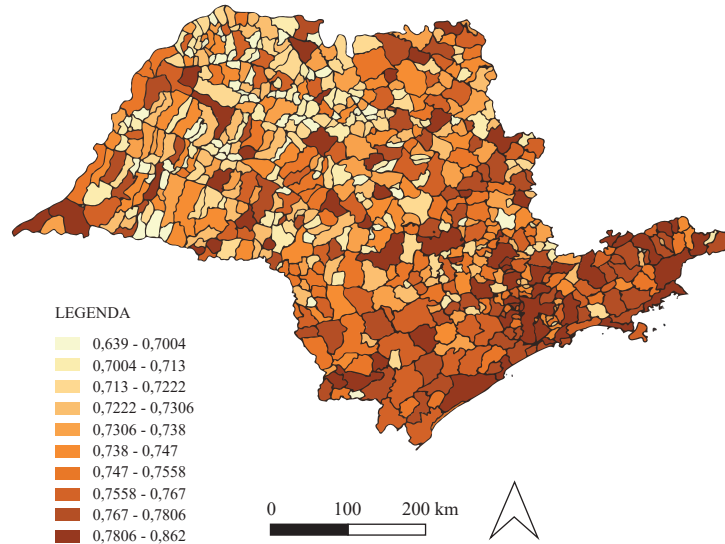 LEGENDA
0,639 - 0,7004
0,7004 - 0,713
0,713 - 0,7222
0,7222 - 0,7306
0,7306 - 0,738
0,738 - 0,747
0,747 - 0,7558
0,7558 - 0,767
0,767 - 0,7806
0,7806 - 0,862
0 100 200 km